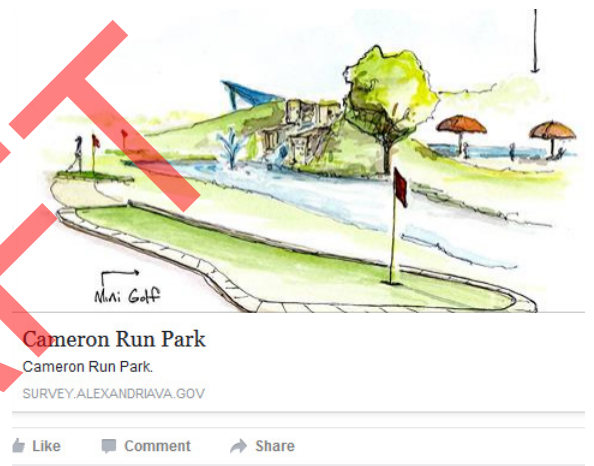 Mini Golf
Cameron Run Park
Cameron Run Park.
SURVEY.ALEXANDRIAVA.GOV
Like Comment Share